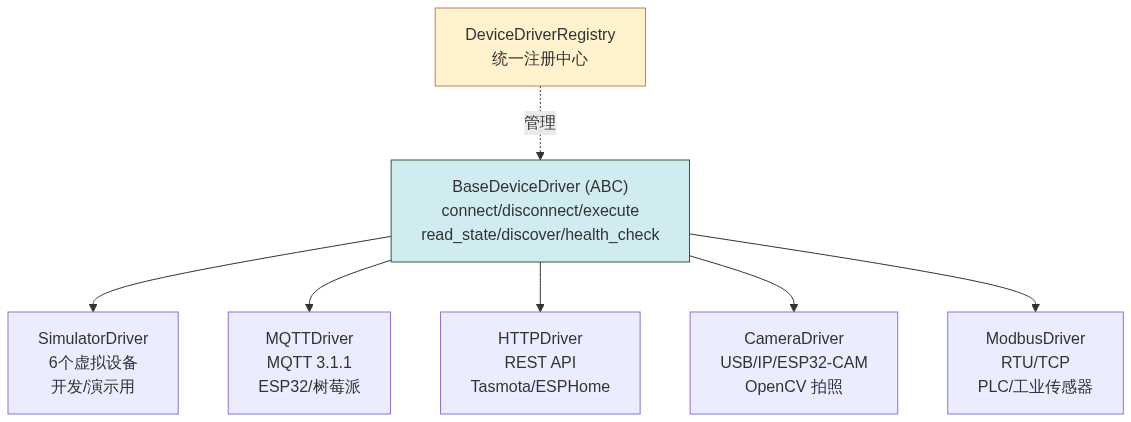 DeviceDriverRegistry
统一注册中心
管理
BaseDeviceDriver (ABC)
connect/disconnect/execute
read_state/discover/health_check
SimulatorDriver
6个虚拟设备
开发/演示用
MQTTDriver
MQTT 3.1.1
ESP32/树莓派
HTTPDriver
REST API
Tasmota/ESPHome
CameraDriver
USB/IP/ESP32-CAM
OpenCV 拍照
ModbusDriver
RTU/TCP
PLC/工业传感器